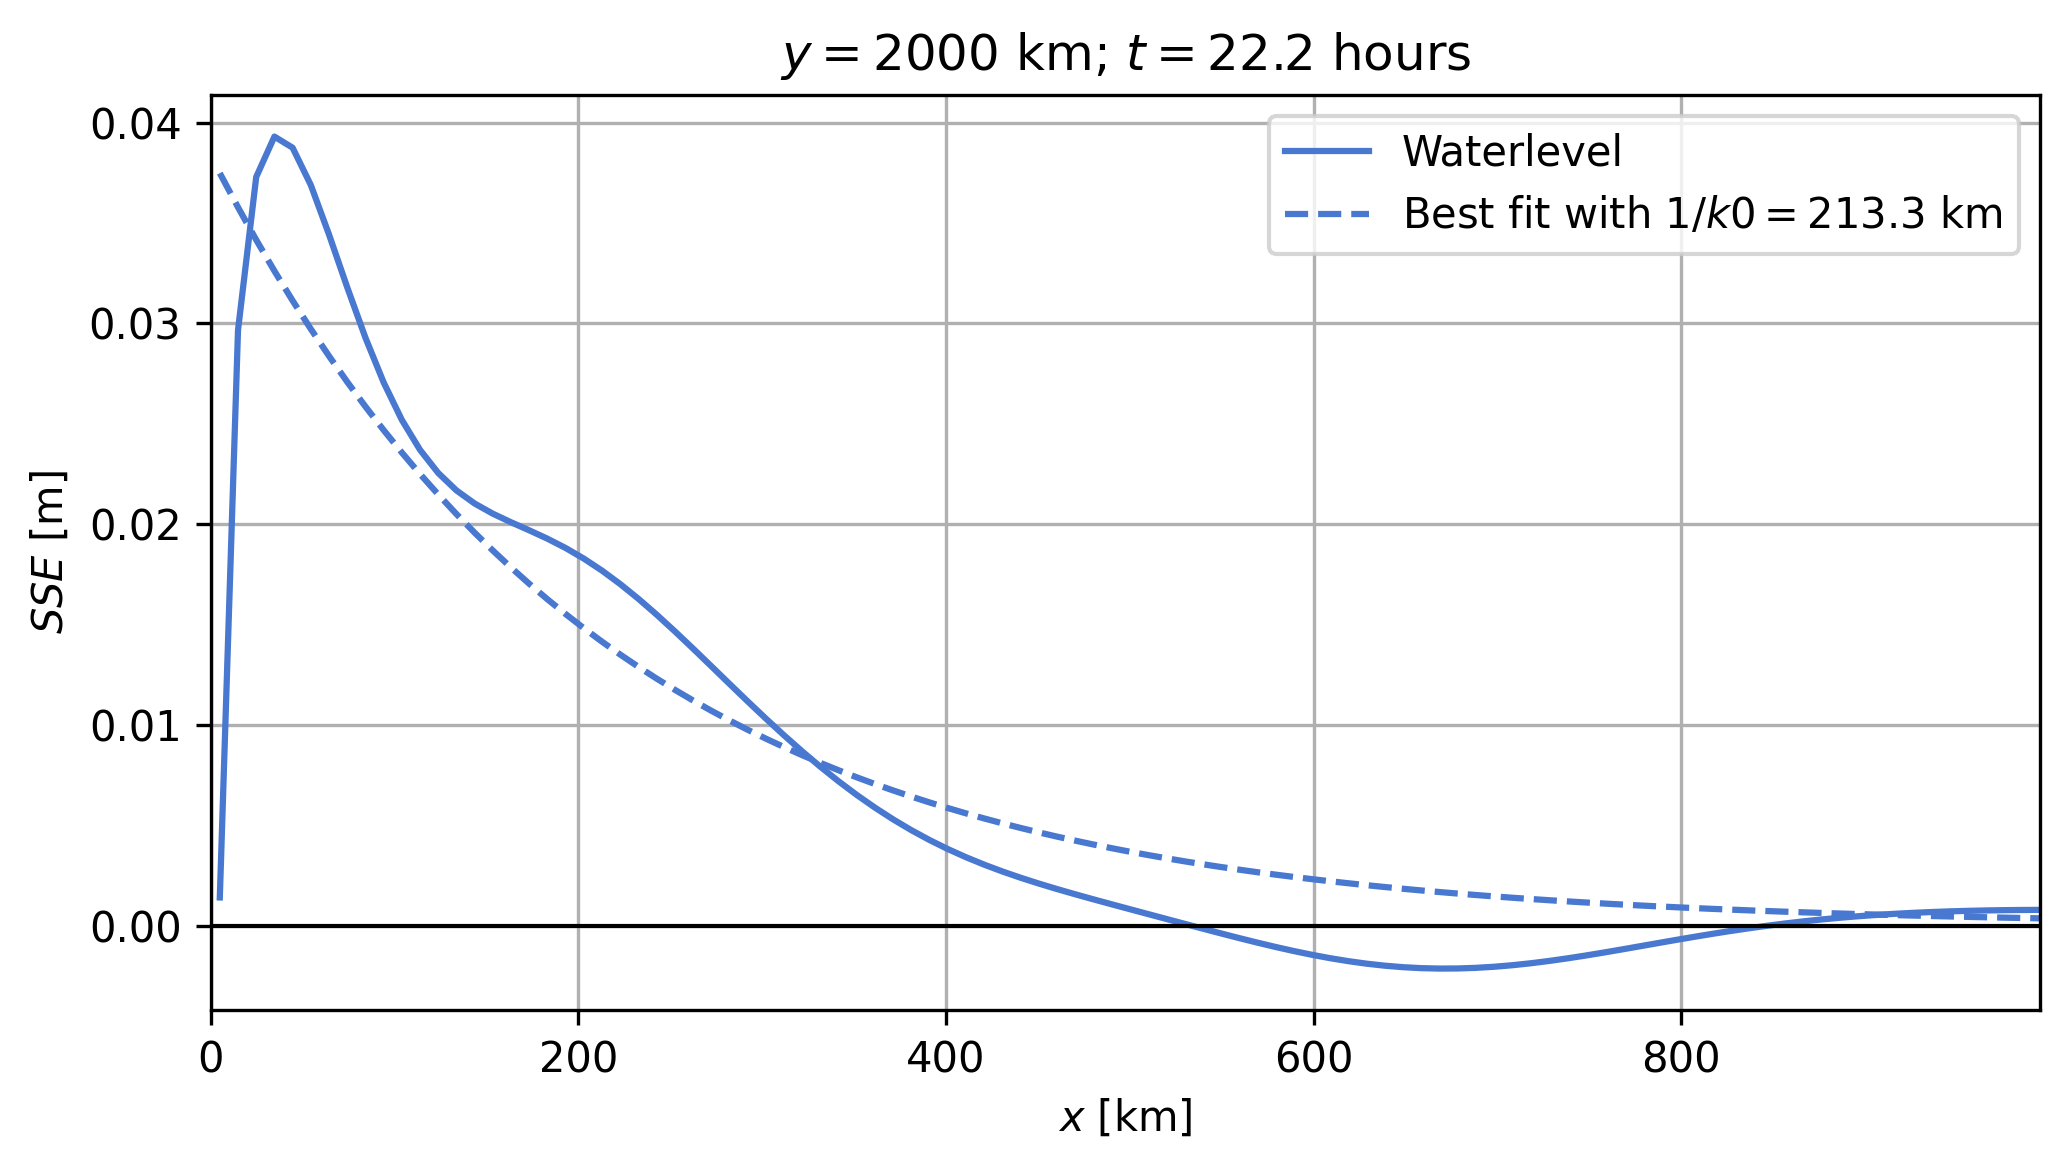 y = 2000 km; t = 22.2 hours
0.04
0.03
0.02
0.01
0.00
SSE [m]
Waterlevel
Best fit with 1/k0 = 213.3 km
0 200 400 600 800
x [km]